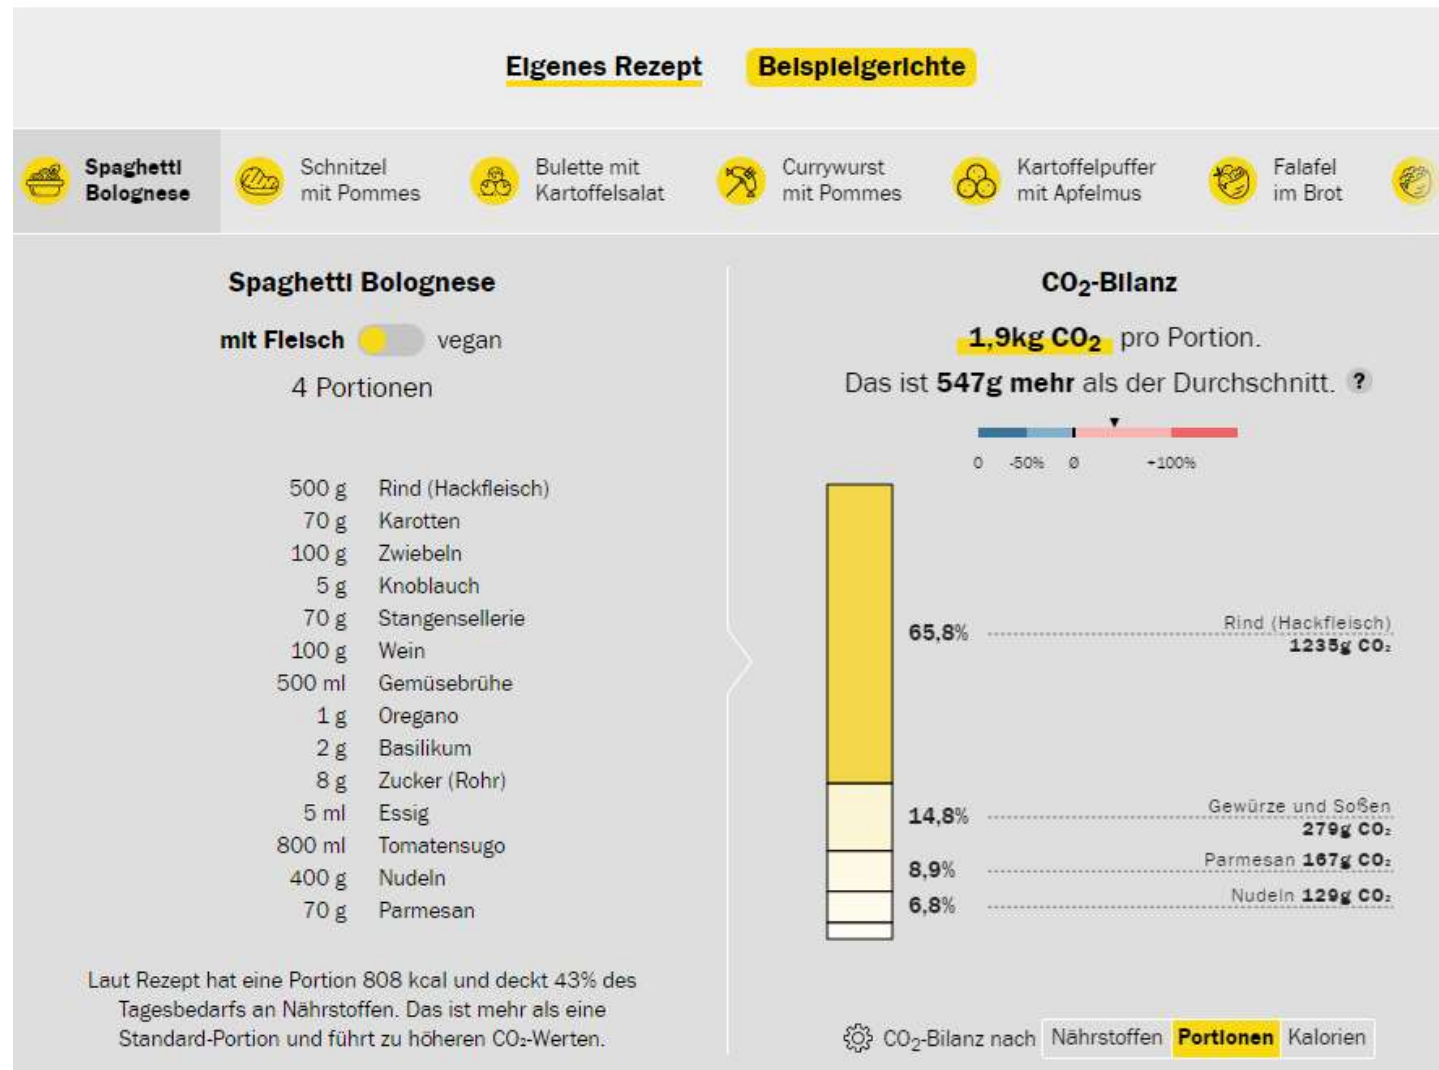 Eigenes Rezept
Beispielgerichte
Spaghetti
Bolognese
Schnitzel
mit Pommes
Bulette mit
Kartoffelsalat
Currywurst
mit Pommes
Kartoffelpuffer
mit Apfelmus
Falafel
im Brot
Spaghetti Bolognese
mit Fleisch vegan
4 Portionen
500 g Rind (Hackfleisch)
70 g Karotten
100 g Zwiebeln
5 g Knoblauch
70 g Stangensellerie
100 g Wein
500 ml Gemüsebrühe
1 g Oregano
2 g Basilikum
8 g Zucker (Rohr)
5 ml Essig
800 ml Tomatensugo
400 g Nudeln
70 g Parmesan
Laut Rezept hat eine Portion 808 kcal und deckt 43% des
Tagesbedarfs an Nährstoffen. Das ist mehr als eine
Standard-Portion und führt zu höheren CO₂-Werten.
CO₂-Bilanz
1,9kg CO₂ pro Portion.
Das ist 547g mehr als der Durchschnitt. ?
0 -50% Ø +100%
65,8% Rind (Hackfleisch)
1235g CO₂
14,8% Gewürze und Soßen
279g CO₂
8,9% Parmesan 167g CO₂
6,8% Nudeln 129g CO₂
CO₂-Bilanz nach Nährstoffen Portionen Kalorien